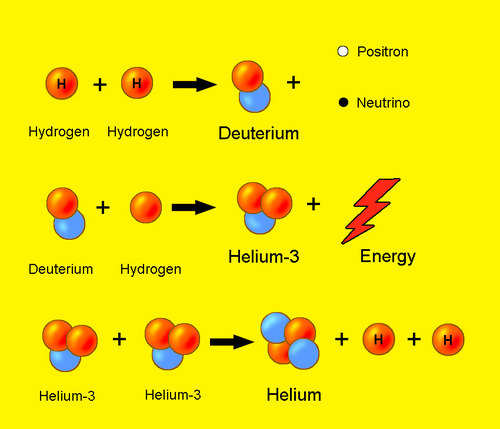 Positron
H + H +
Neutrino
Hydrogen Hydrogen Deuterium
+ +
Deuterium Hydrogen Helium-3 Energy
+ + H + H
Helium-3 Helium-3 Helium